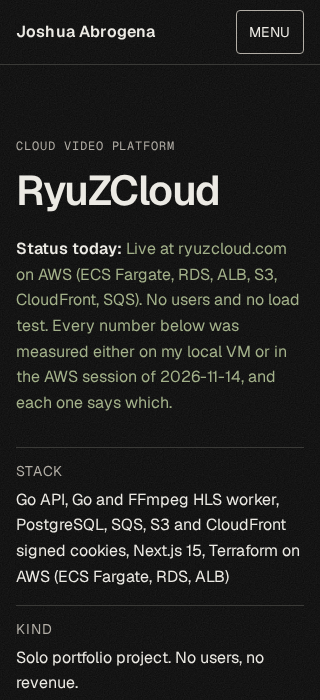 Joshua Abrogena
MENU
CLOUD VIDEO PLATFORM
RyuZCloud
Status today: Live at ryuzcloud.com
on AWS (ECS Fargate, RDS, ALB, S3,
CloudFront, SQS). No users and no load
test. Every number below was
measured either on my local VM or in
the AWS session of 2026-11-14, and
each one says which.
STACK
Go API, Go and FFmpeg HLS worker,
PostgreSQL, SQS, S3 and CloudFront
signed cookies, Next.js 15, Terraform on
AWS (ECS Fargate, RDS, ALB)
KIND
Solo portfolio project. No users, no
revenue.